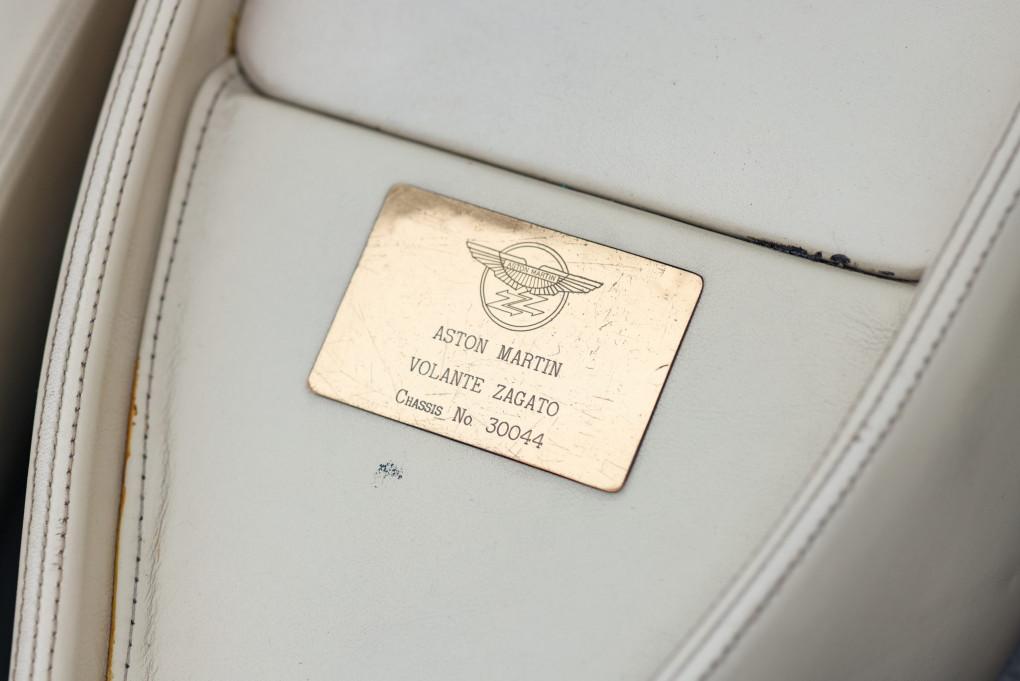 ASTON MARTIN
ASTON MARTIN
VOLANTE ZAGATO
CHASSIS No. 30044